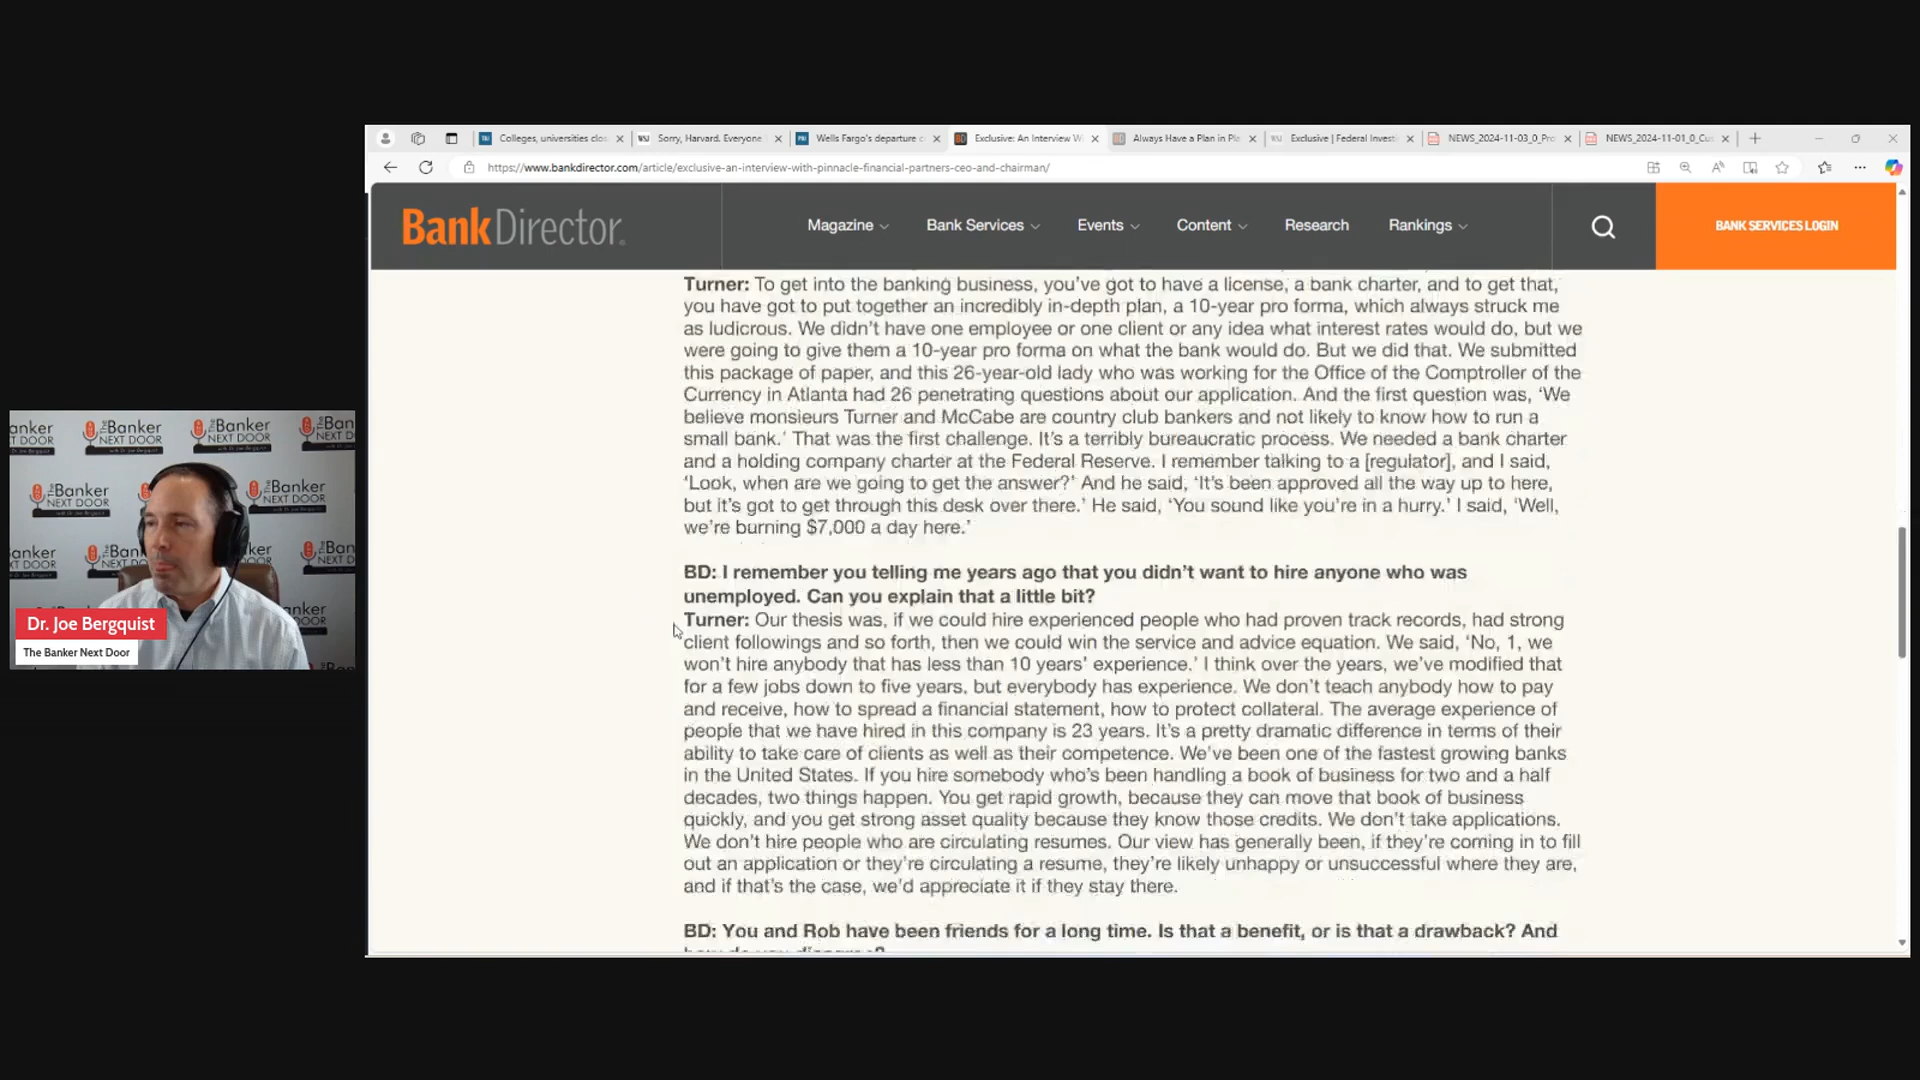 Colleges, universities clos
Sorry, Harvard. Everyone
Wells Fargo's departure c
Exclusive: An Interview W
Always Have a Plan in Pl
Exclusive | Federal Investi
NEWS_2024-11-03_0_Pro
NEWS_2024-11-01_0_Cu
https://www.bankdirector.com/article/exclusive-an-interview-with-pinnacle-financial-partners-ceo-and-chairman/
BankDirector.
Magazine
Bank Services
Events
Content
Research
Rankings
BANK SERVICES LOGIN
Turner: To get into the banking business, you've got to have a license, a bank charter, and to get that,
you have got to put together an incredibly in-depth plan, a 10-year pro forma, which always struck me
as ludicrous. We didn't have one employee or one client or any idea what interest rates would do, but we
were going to give them a 10-year pro forma on what the bank would do. But we did that. We submitted
this package of paper, and this 26-year-old lady who was working for the Office of the Comptroller of the
Currency in Atlanta had 26 penetrating questions about our application. And the first question was, ‘We
believe monsieurs Turner and McCabe are country club bankers and not likely to know how to run a
small bank.’ That was the first challenge. It's a terribly bureaucratic process. We needed a bank charter
and a holding company charter at the Federal Reserve. I remember talking to a [regulator], and I said,
‘Look, when are we going to get the answer?’ And he said, ‘It's been approved all the way up to here,
but it's got to get through this desk over there.’ He said, ‘You sound like you're in a hurry.’ I said, ‘Well,
we're burning $7,000 a day here.’
BD: I remember you telling me years ago that you didn't want to hire anyone who was
unemployed. Can you explain that a little bit?
Turner: Our thesis was, if we could hire experienced people who had proven track records, had strong
client followings and so forth, then we could win the service and advice equation. We said, ‘No, 1, we
won't hire anybody that has less than 10 years' experience.’ I think over the years, we've modified that
for a few jobs down to five years, but everybody has experience. We don't teach anybody how to pay
and receive, how to spread a financial statement, how to protect collateral. The average experience of
people that we have hired in this company is 23 years. It's a pretty dramatic difference in terms of their
ability to take care of clients as well as their competence. We've been one of the fastest growing banks
in the United States. If you hire somebody who's been handling a book of business for two and a half
decades, two things happen. You get rapid growth, because they can move that book of business
quickly, and you get strong asset quality because they know those credits. We don't take applications.
We don't hire people who are circulating resumes. Our view has generally been, if they're coming in to fill
out an application or they're circulating a resume, they're likely unhappy or unsuccessful where they are,
and if that's the case, we'd appreciate it if they stay there.
BD: You and Rob have been friends for a long time. Is that a benefit, or is that a drawback? And
The Banker NEXT DOOR
Dr. Joe Bergquist
The Banker Next Door